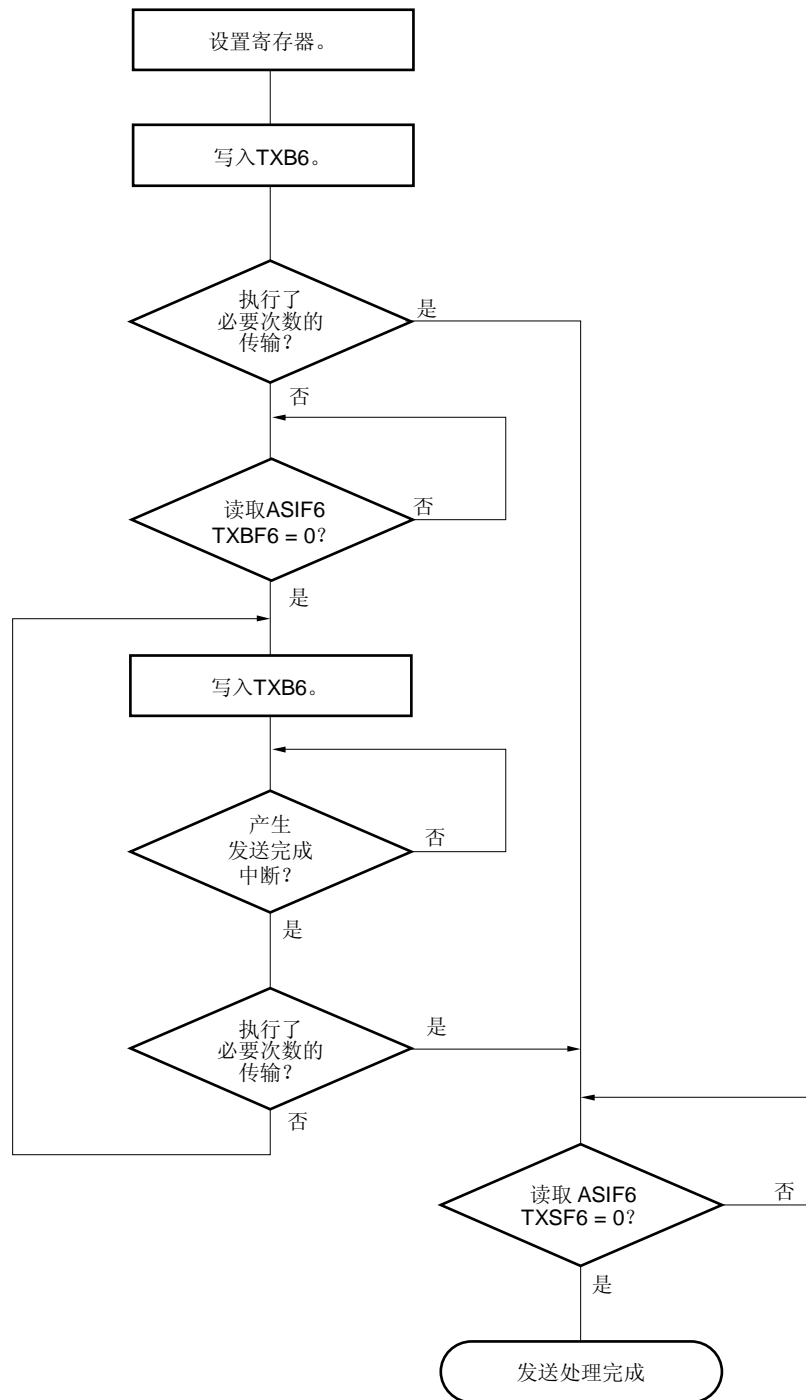 设置寄存器。
写入TXB6。
执行了
必要次数的
传输?
是
否
读取ASIF6
TXBF6 = 0?
否
是
写入TXB6。
产生
发送完成
中断?
否
是
执行了
必要次数的
传输?
是
否
读取 ASIF6
TXSF6 = 0?
否
是
发送处理完成